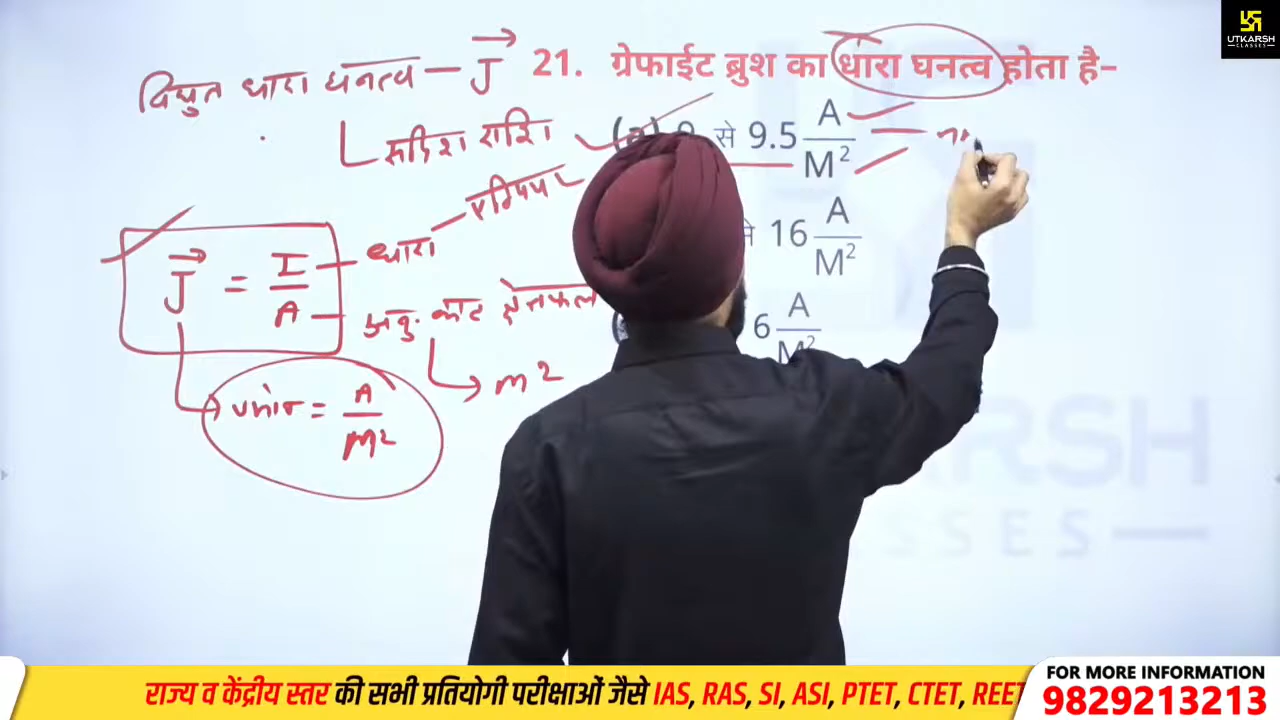 UTKARSH
CLASSES
21. ग्रेफाईट ब्रुश का धारा घनत्व होता है–
से 9.5 A/M²
से 16 A/M²
6 A/M²
विद्युत धारा घनत्व — J
सदिश राशि
J = I/A
धारा
unit = A/M²
m²
राज्य व केंद्रीय स्तर की सभी प्रतियोगी परीक्षाओं जैसे IAS, RAS, SI, ASI, PTET, CTET, REET
FOR MORE INFORMATION
9829213213